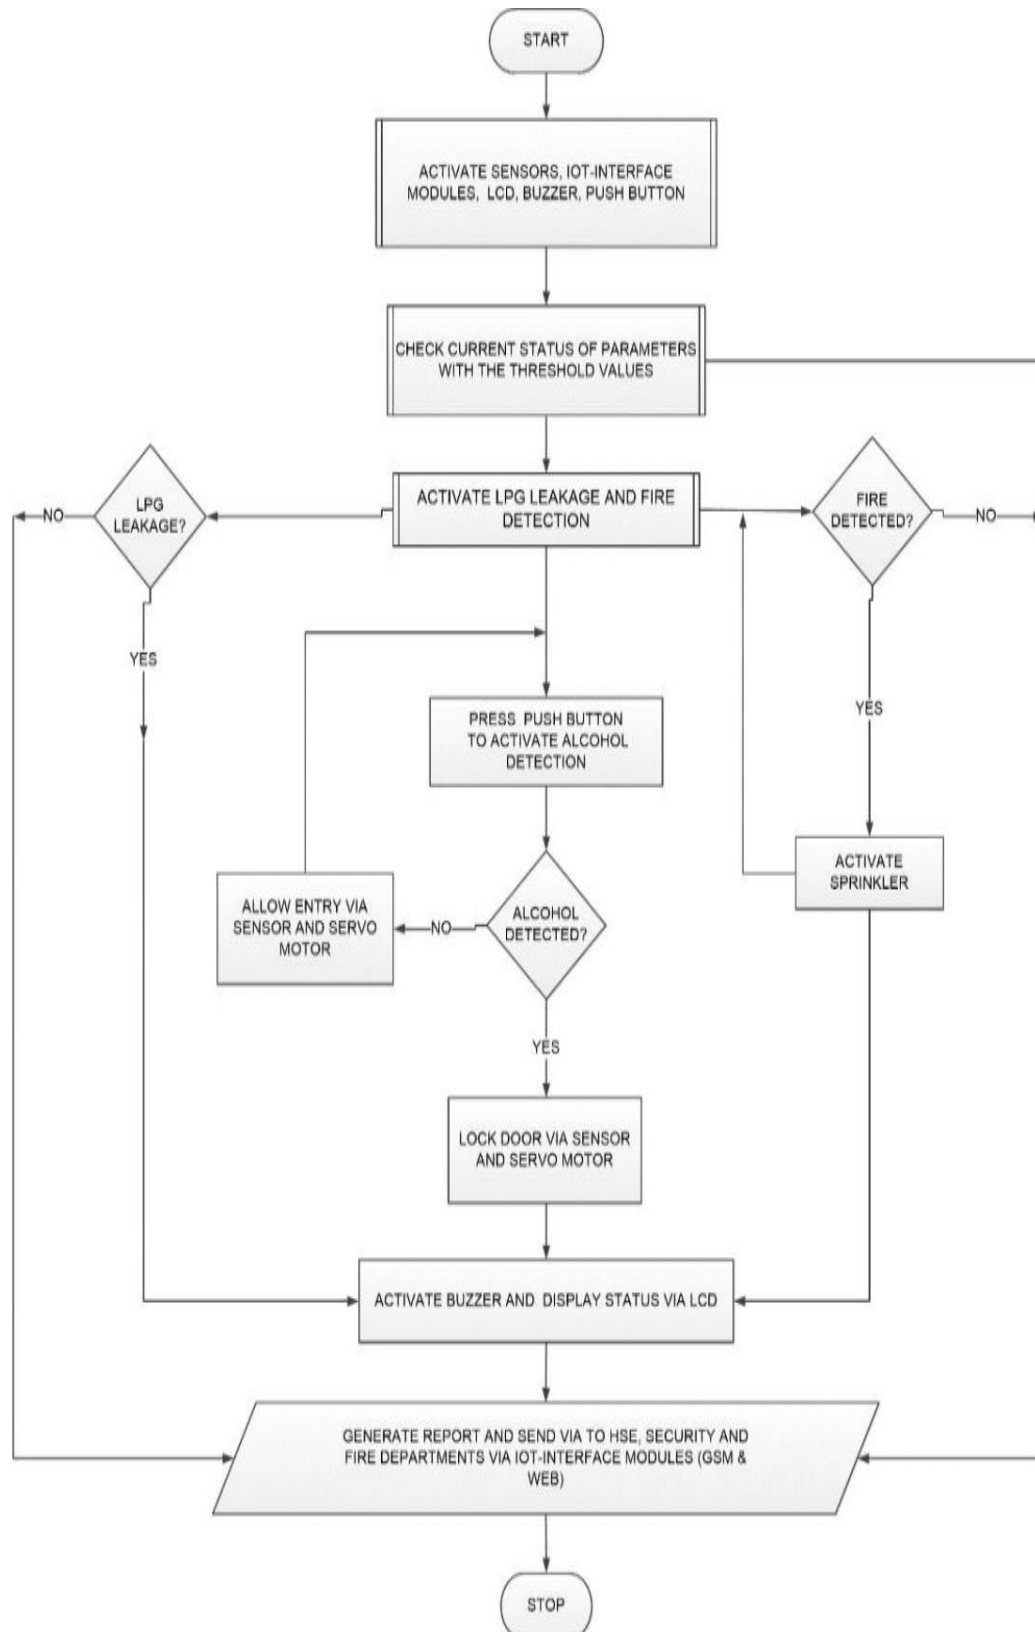 START
ACTIVATE SENSORS, IOT-INTERFACE
MODULES, LCD, BUZZER, PUSH BUTTON
CHECK CURRENT STATUS OF PARAMETERS
WITH THE THRESHOLD VALUES
LPG
LEAKAGE?
NO
ACTIVATE LPG LEAKAGE AND FIRE
DETECTION
FIRE
DETECTED?
NO
YES
YES
PRESS PUSH BUTTON
TO ACTIVATE ALCOHOL
DETECTION
ACTIVATE
SPRINKLER
ALLOW ENTRY VIA
SENSOR AND SERVO
MOTOR
NO
ALCOHOL
DETECTED?
YES
LOCK DOOR VIA SENSOR
AND SERVO MOTOR
ACTIVATE BUZZER AND DISPLAY STATUS VIA LCD
GENERATE REPORT AND SEND VIA TO HSE, SECURITY AND
FIRE DEPARTMENTS VIA IOT-INTERFACE MODULES (GSM &
WEB)
STOP